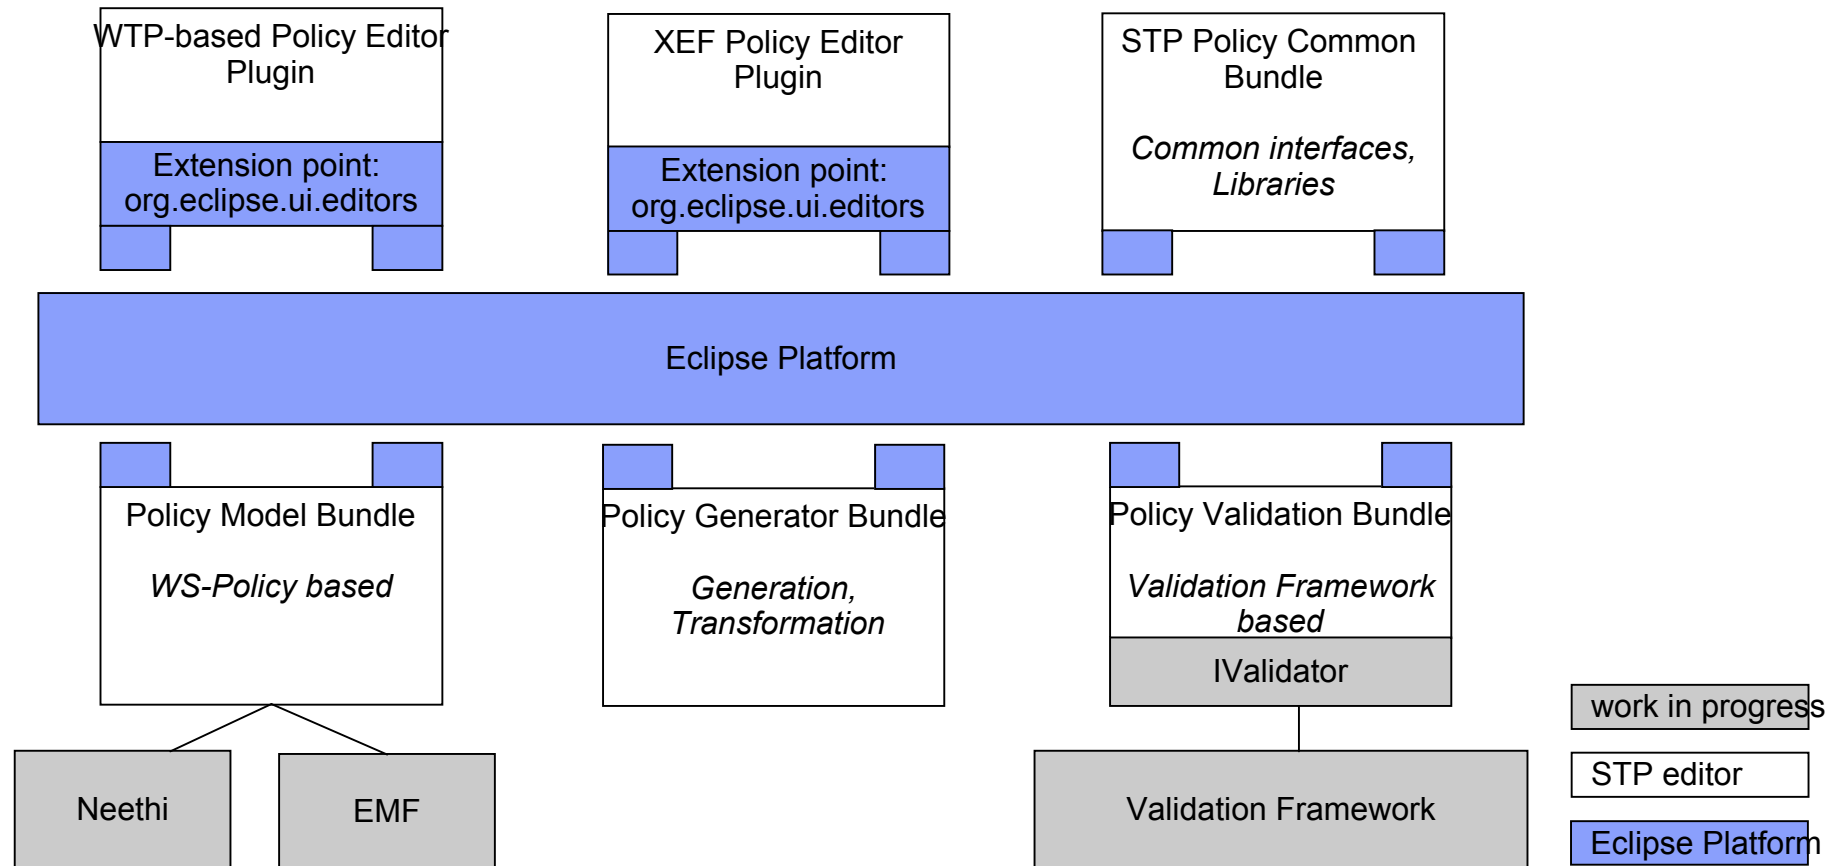 WTP-based Policy Editor
Plugin
Extension point:
org.eclipse.ui.editors
XEF Policy Editor
Plugin
Extension point:
org.eclipse.ui.editors
STP Policy Common
Bundle
Common interfaces,
Libraries
Eclipse Platform
Policy Model Bundle
WS-Policy based
Policy Generator Bundle
Generation,
Transformation
Policy Validation Bundle
Validation Framework
based
IValidator
Neethi
EMF
Validation Framework
work in progress
STP editor
Eclipse Platform